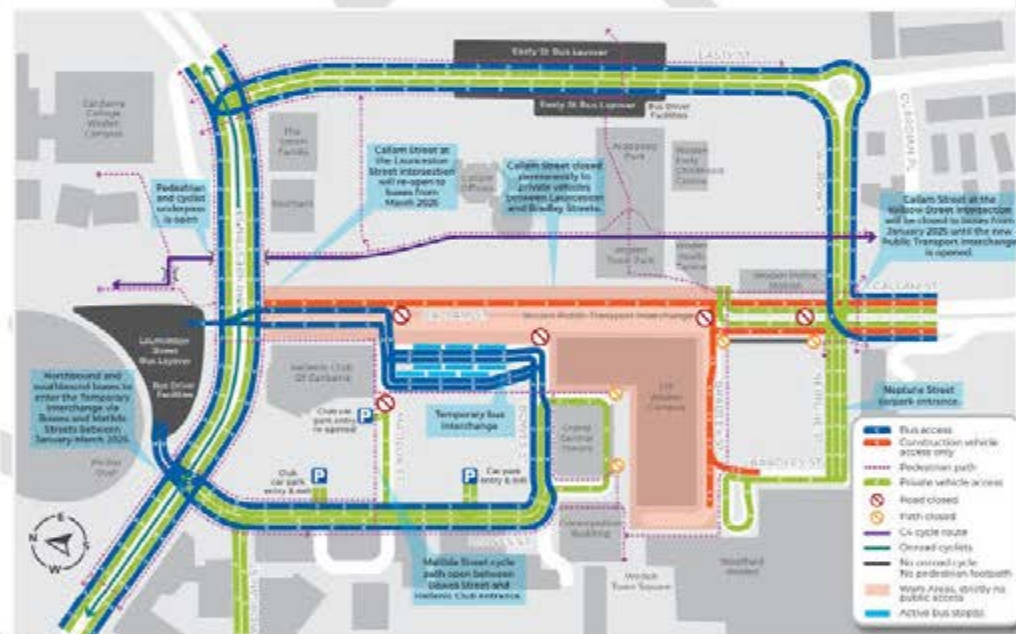 Easty St Bus Layover
EASTY ST
Easty St Bus Layover
Bus Driver
Facilities
Canberra
College
Woden
Campus
Callam Street at
the Launceston
Street intersection
will re-open to
buses from
March 2025
Callam Street closed
permanently to
private vehicles
between Launceston
and Bradley Streets.
Arabanoo
Park
Woden
Early
Childhood
Centre
Pedestrian
and cyclist
underpass
is open
Callam
Offices
Callam Street at the
Street intersection
will be closed to buses from
January 2025 until the new
Public Transport Interchange
is opened.
Woden
Town Park
Woden
Youth
Centre
Woden Police
Station
CALLAM ST
Woden Public Transport Interchange
Launceston
Street
Bus Layover
Bus Driver
Facilities
Hellenic Club
Of Canberra
CIT
Woden
Campus
Northbound and
southbound buses to
enter the Temporary
Interchange via
Bowes and Matilda
Streets between
January-March 2025.
Club car
park entry
re-opened
P
Temporary bus
interchange
Neptune Street
carpark entrance.
NEPTUNE ST
BRADLEY ST
Club
car park
entry & exit
P
P
Car park
entry & exit
Matilda Street cycle
path open between
Bowes Street and
Hellenic Club entrance.
Woden
Town Square
Westfield
Woden
N
E
S
W
Bus access
Construction vehicle
access only
Pedestrian path
Private vehicle access
Road closed
Path closed
C4 cycle route
Onroad cyclists
No onroad cycle
No pedestrian footpath
Work Areas, strictly no
public access
Active bus stop(s)